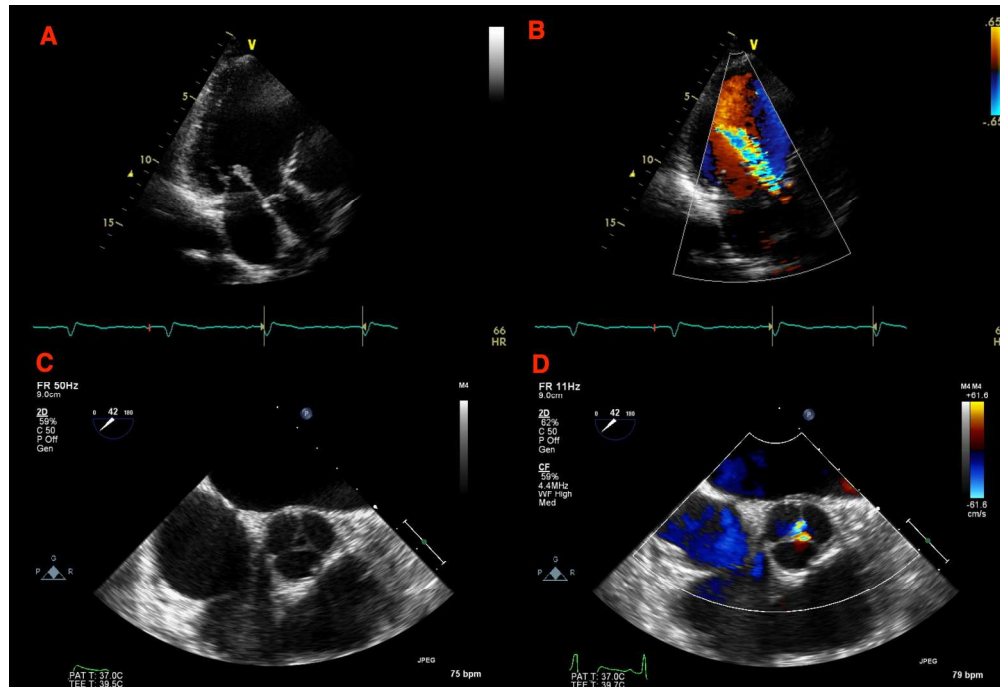 A
V
5
10
15
66
HR
B
V
.65
-.65
5
10
15
66
HR
C
FR 50Hz
9.0cm
2D
59%
C 50
P Off
Gen
0 42 180
P
M4
G
P R
PAT T: 37.0C
TEE T: 39.5C
JPEG
75 bpm
D
FR 11Hz
9.0cm
2D
62%
C 50
P Off
Gen
CF
59%
4.4MHz
WF High
Med
0 42 180
P
M4 M4
+61.6
-61.6
cm/s
G
P R
PAT T: 37.0C
TEE T: 39.7C
JPEG
79 bpm